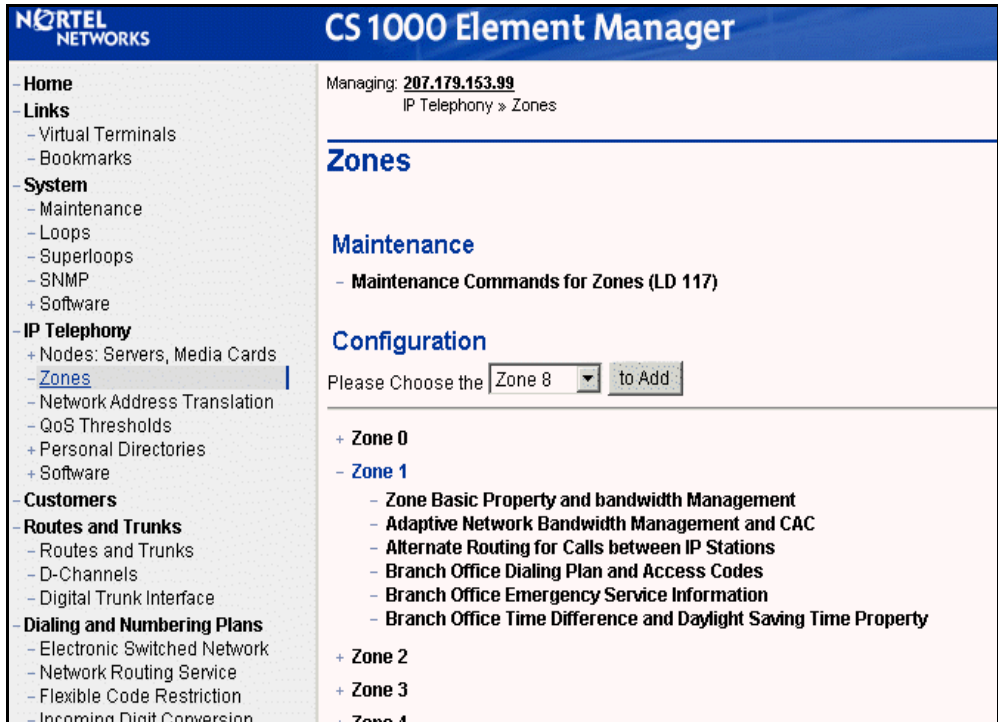 NØRTEL
NETWORKS
CS 1000 Element Manager
- Home
- Links
- Virtual Terminals
- Bookmarks
- System
- Maintenance
- Loops
- Superloops
- SNMP
+ Software
- IP Telephony
+ Nodes: Servers, Media Cards
- Zones
- Network Address Translation
- QoS Thresholds
+ Personal Directories
+ Software
- Customers
- Routes and Trunks
- Routes and Trunks
- D-Channels
- Digital Trunk Interface
- Dialing and Numbering Plans
- Electronic Switched Network
- Network Routing Service
- Flexible Code Restriction
- Incoming Digit Conversion
Managing: 207.179.153.99
IP Telephony » Zones
Zones
Maintenance
- Maintenance Commands for Zones (LD 117)
Configuration
Please Choose the Zone 8 to Add
+ Zone 0
- Zone 1
- Zone Basic Property and bandwidth Management
- Adaptive Network Bandwidth Management and CAC
- Alternate Routing for Calls between IP Stations
- Branch Office Dialing Plan and Access Codes
- Branch Office Emergency Service Information
- Branch Office Time Difference and Daylight Saving Time Property
+ Zone 2
+ Zone 3
+ Zone 4